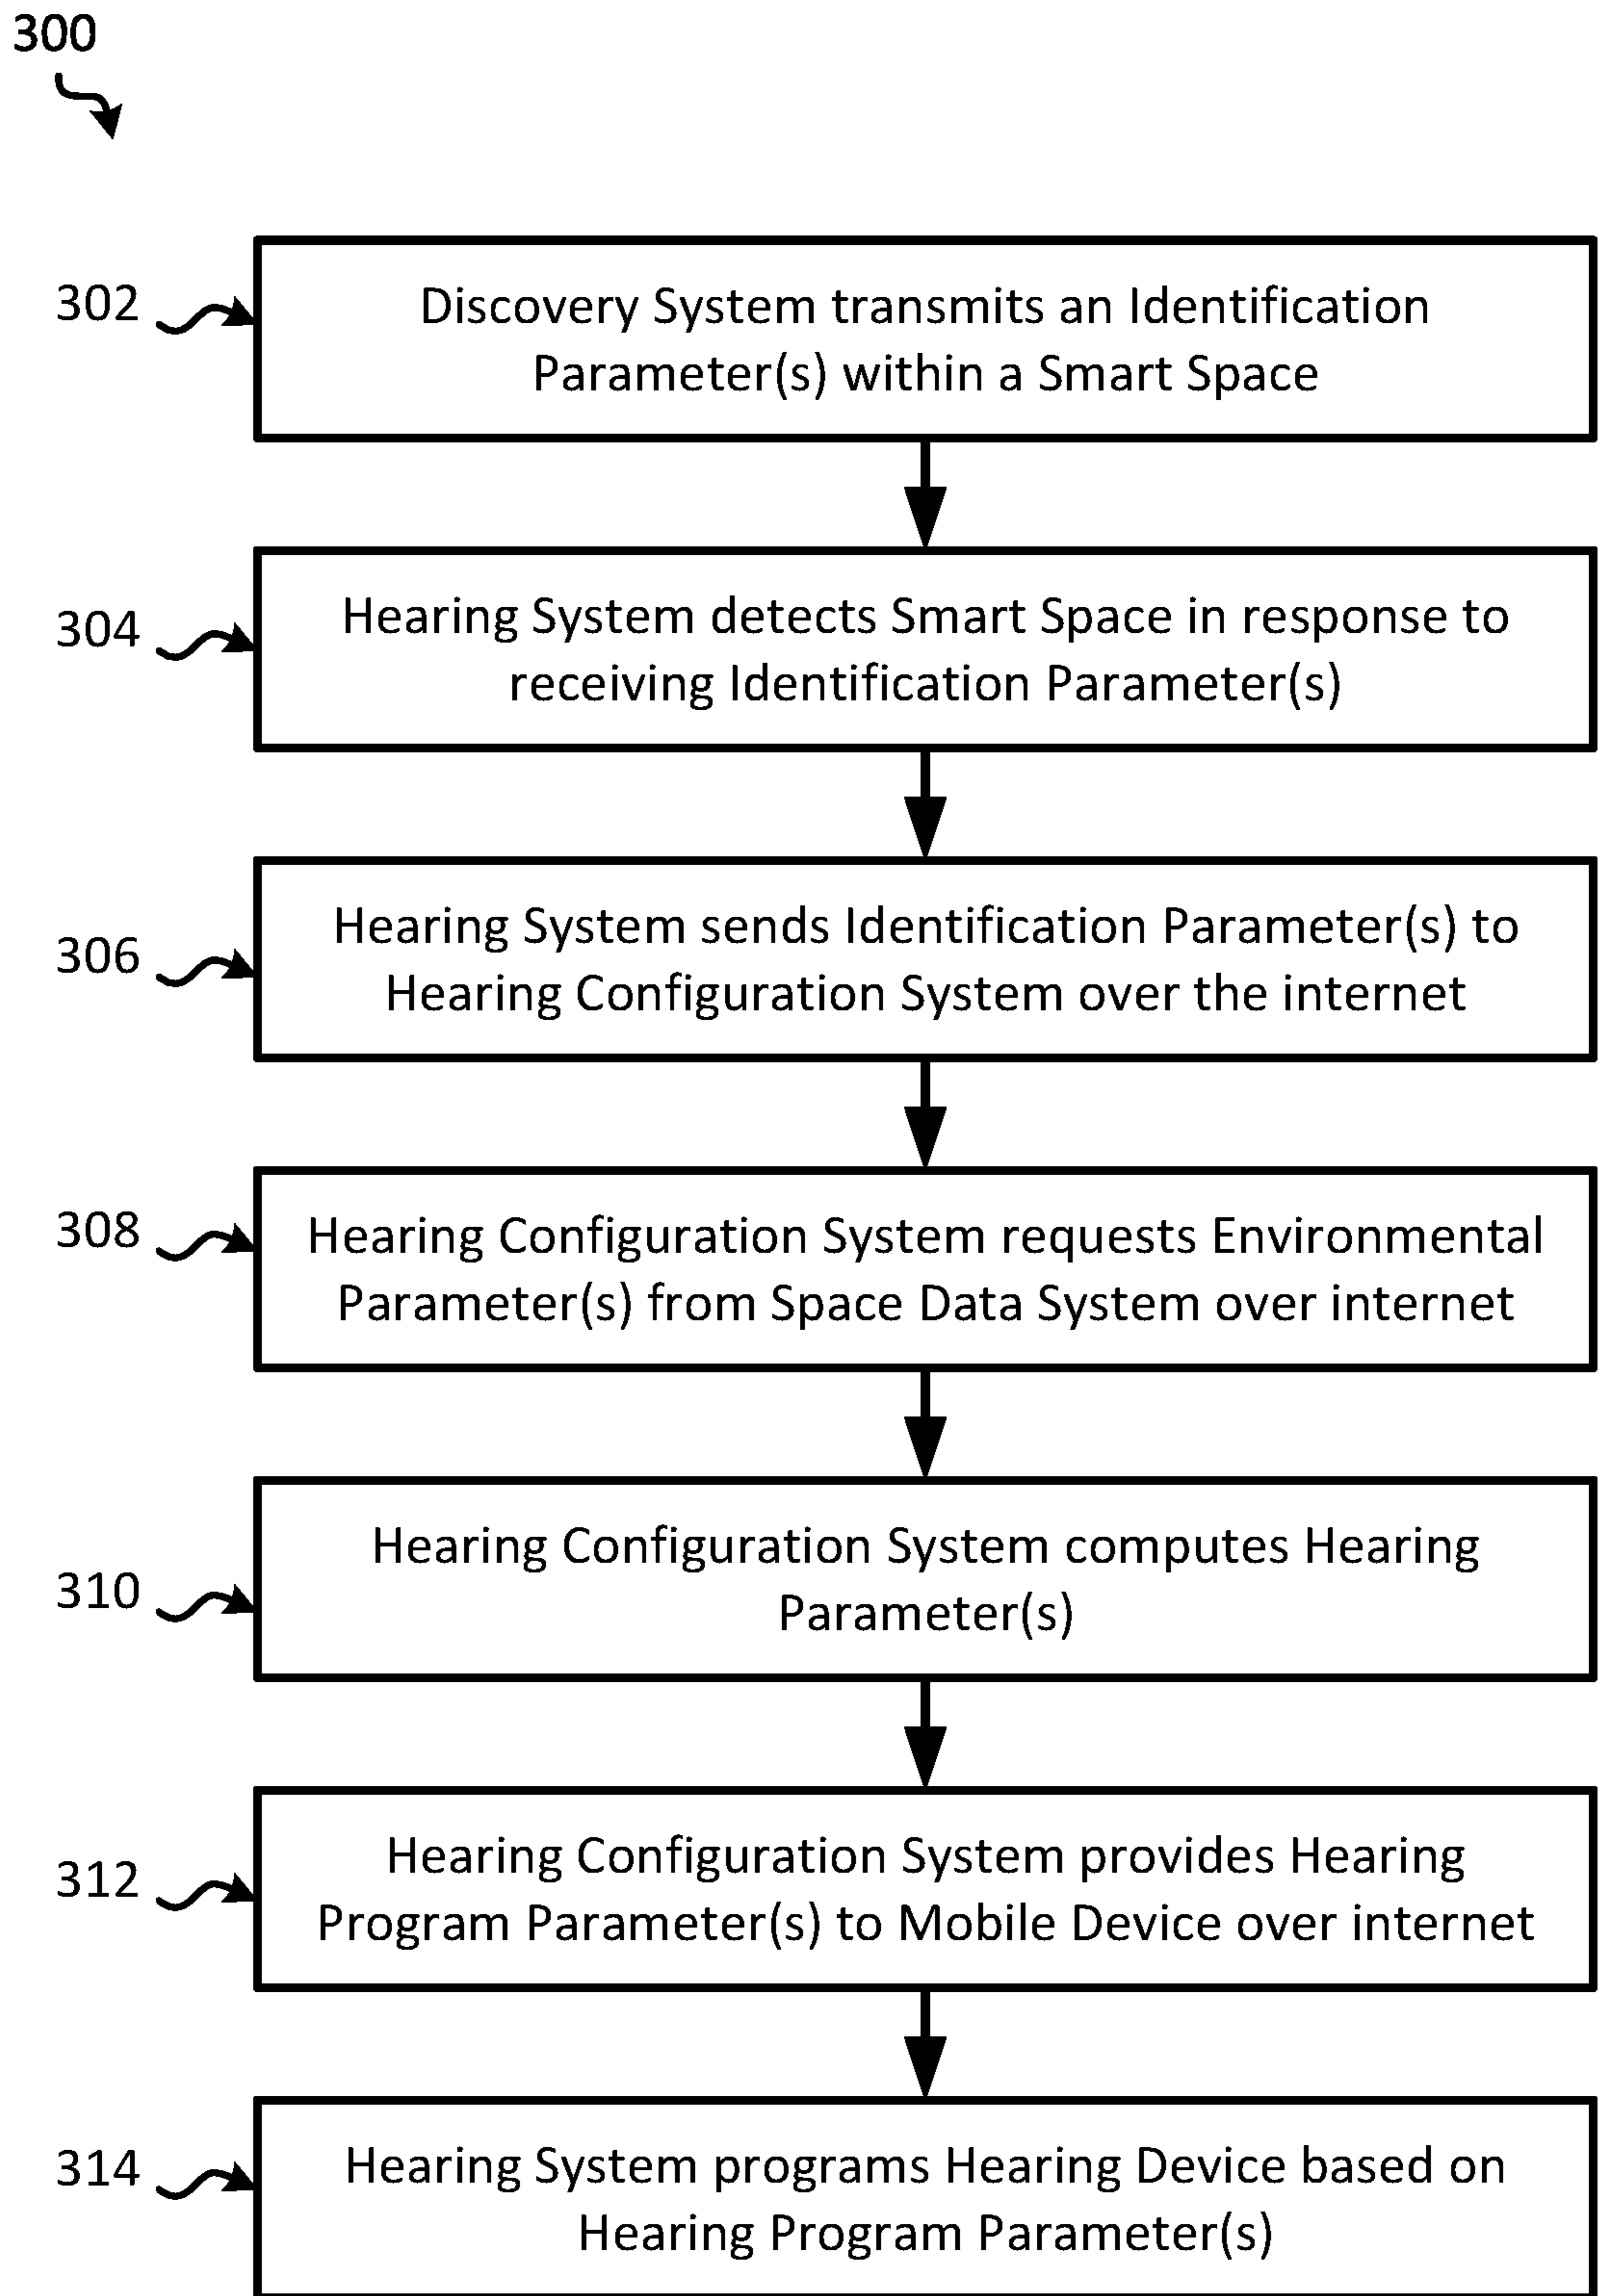 300
302
Discovery System transmits an Identification
Parameter(s) within a Smart Space
304
Hearing System detects Smart Space in response to
receiving Identification Parameter(s)
306
Hearing System sends Identification Parameter(s) to
Hearing Configuration System over the internet
308
Hearing Configuration System requests Environmental
Parameter(s) from Space Data System over internet
310
Hearing Configuration System computes Hearing
Parameter(s)
312
Hearing Configuration System provides Hearing
Program Parameter(s) to Mobile Device over internet
314
Hearing System programs Hearing Device based on
Hearing Program Parameter(s)